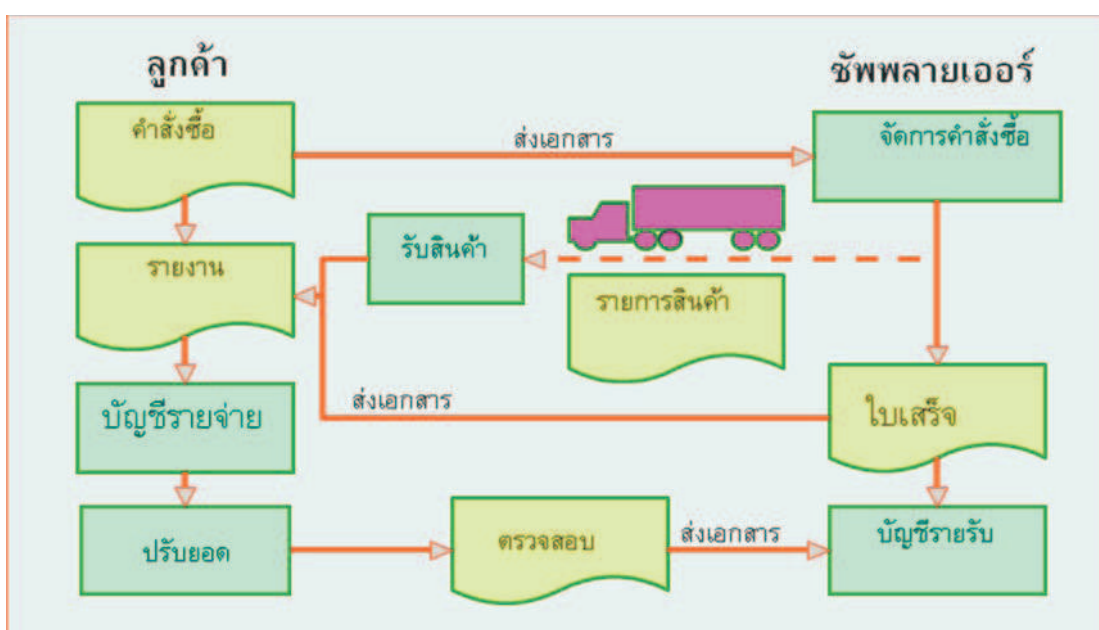 ลูกค้า
ซัพพลายเออร์
คำสั่งซื้อ
ส่งเอกสาร
จัดการคำสั่งซื้อ
รายงาน
รับสินค้า
รายการสินค้า
บัญชีรายจ่าย
ส่งเอกสาร
ใบเสร็จ
ปรับยอด
ตรวจสอบ
ส่งเอกสาร
บัญชีรายรับ